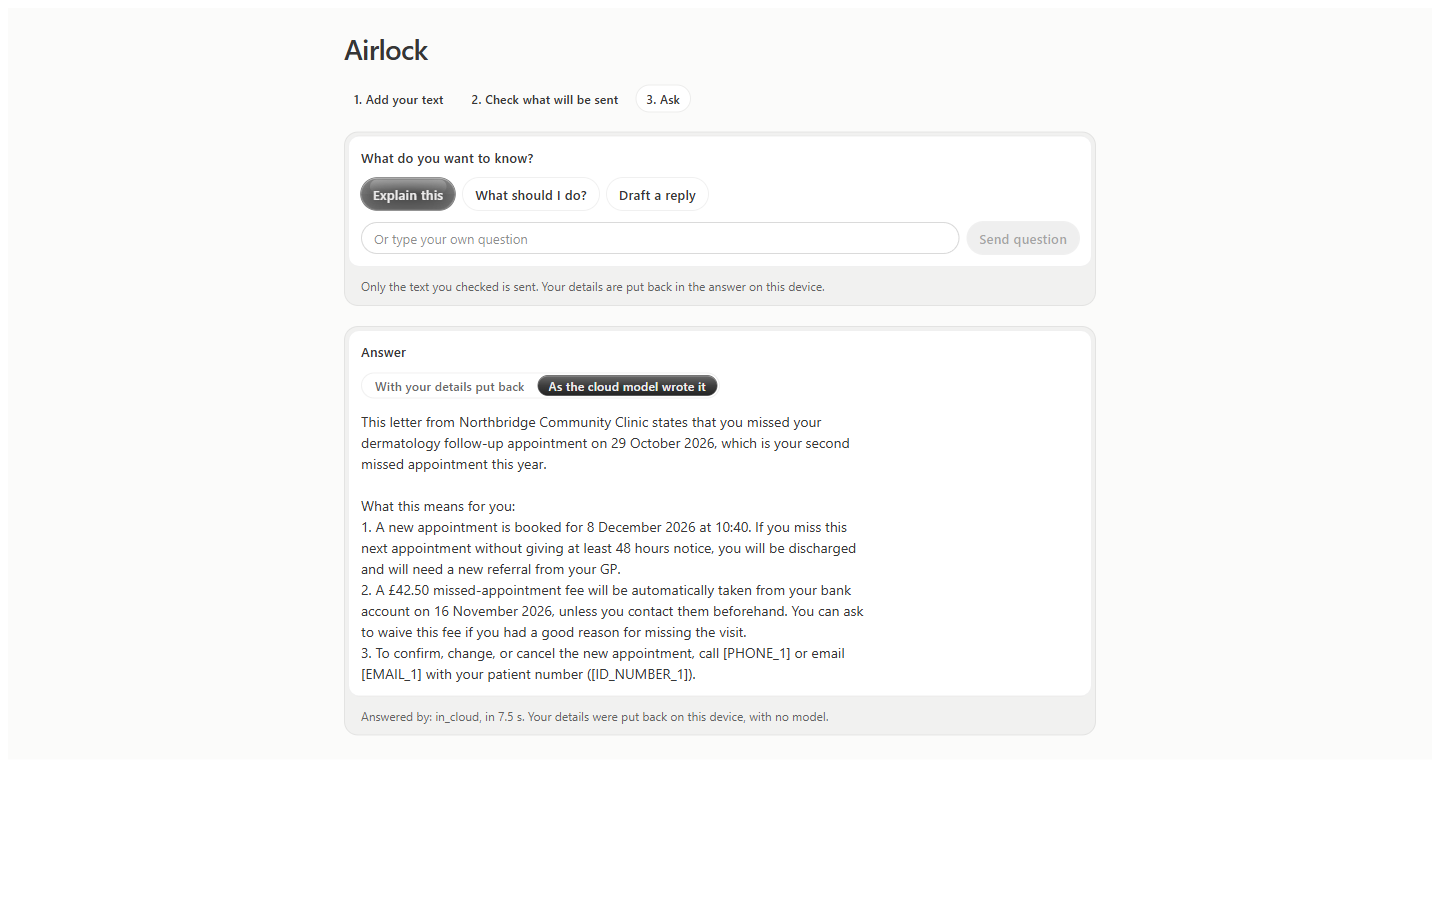 Airlock
1. Add your text
2. Check what will be sent
3. Ask
What do you want to know?
Explain this
What should I do?
Draft a reply
Or type your own question
Send question
Only the text you checked is sent. Your details are put back in the answer on this device.
Answer
With your details put back
As the cloud model wrote it
This letter from Northbridge Community Clinic states that you missed your
dermatology follow-up appointment on 29 October 2026, which is your second
missed appointment this year.
What this means for you:
1. A new appointment is booked for 8 December 2026 at 10:40. If you miss this
next appointment without giving at least 48 hours notice, you will be discharged
and will need a new referral from your GP.
2. A £42.50 missed-appointment fee will be automatically taken from your bank
account on 16 November 2026, unless you contact them beforehand. You can ask
to waive this fee if you had a good reason for missing the visit.
3. To confirm, change, or cancel the new appointment, call [PHONE_1] or email
[EMAIL_1] with your patient number ([ID_NUMBER_1]).
Answered by: in_cloud, in 7.5 s. Your details were put back on this device, with no model.